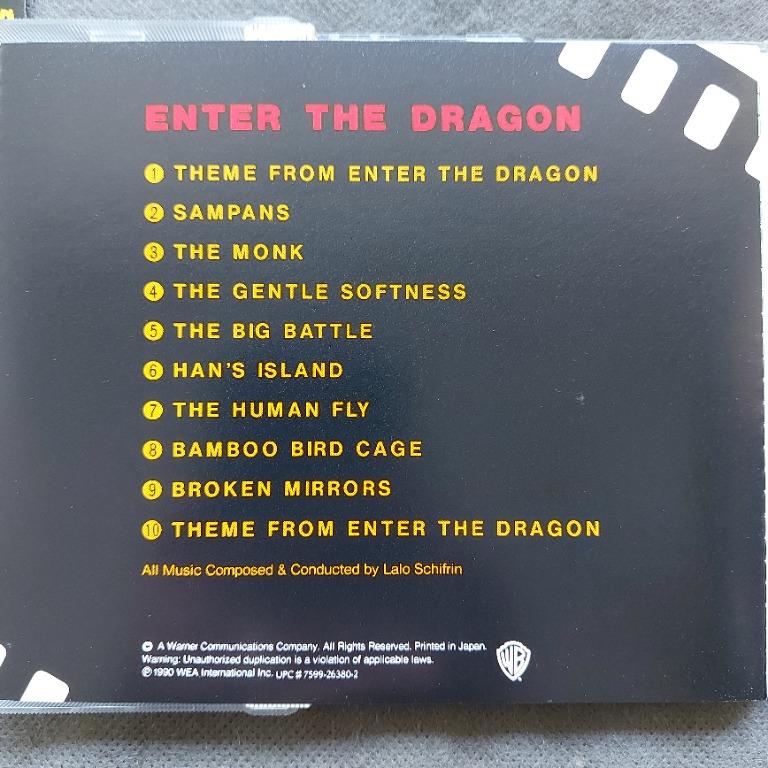 ENTER THE DRAGON
1 THEME FROM ENTER THE DRAGON
2 SAMPANS
3 THE MONK
4 THE GENTLE SOFTNESS
5 THE BIG BATTLE
6 HAN'S ISLAND
7 THE HUMAN FLY
8 BAMBOO BIRD CAGE
9 BROKEN MIRRORS
10 THEME FROM ENTER THE DRAGON
All Music Composed & Conducted by Lalo Schifrin
© A Warner Communications Company. All Rights Reserved. Printed in Japan.
Warning: Unauthorized duplication is a violation of applicable laws.
℗ 1990 WEA International Inc. UPC # 7599-26380-2
WB